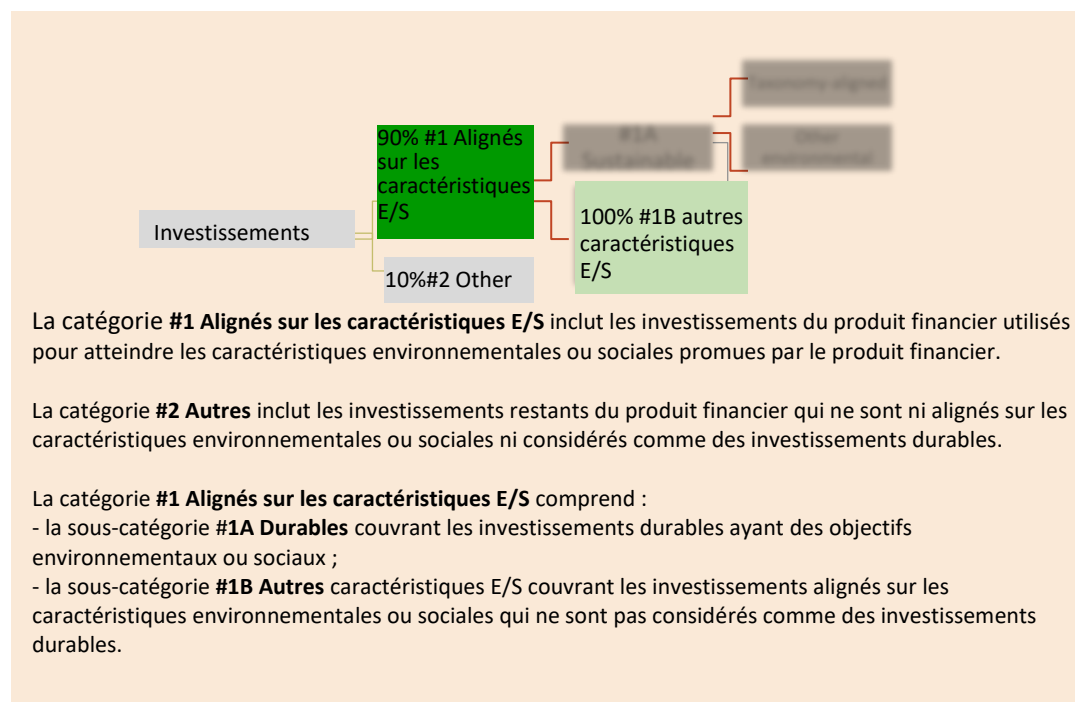 Taxonomy-aligned
90% #1 Alignés
sur les
caractéristiques
E/S
#1A
Sustainable
Other
environmental
Investissements
100% #1B autres
caractéristiques
E/S
10%#2 Other
La catégorie #1 Alignés sur les caractéristiques E/S inclut les investissements du produit financier utilisés
pour atteindre les caractéristiques environnementales ou sociales promues par le produit financier.
La catégorie #2 Autres inclut les investissements restants du produit financier qui ne sont ni alignés sur les
caractéristiques environnementales ou sociales ni considérés comme des investissements durables.
La catégorie #1 Alignés sur les caractéristiques E/S comprend :
- la sous-catégorie #1A Durables couvrant les investissements durables ayant des objectifs
environnementaux ou sociaux ;
- la sous-catégorie #1B Autres caractéristiques E/S couvrant les investissements alignés sur les
caractéristiques environnementales ou sociales qui ne sont pas considérés comme des investissements
durables.